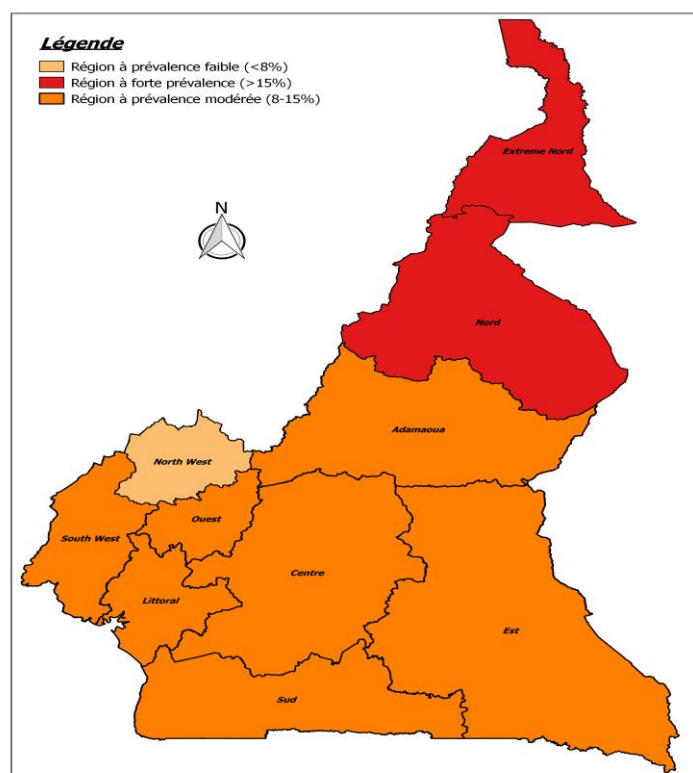 Légende
Région à prévalence faible (<8%)
Région à forte prévalence (>15%)
Région à prévalence modérée (8-15%)
N
Extreme Nord
Nord
Adamaoua
North West
Ouest
South West
Littoral
Centre
Est
Sud